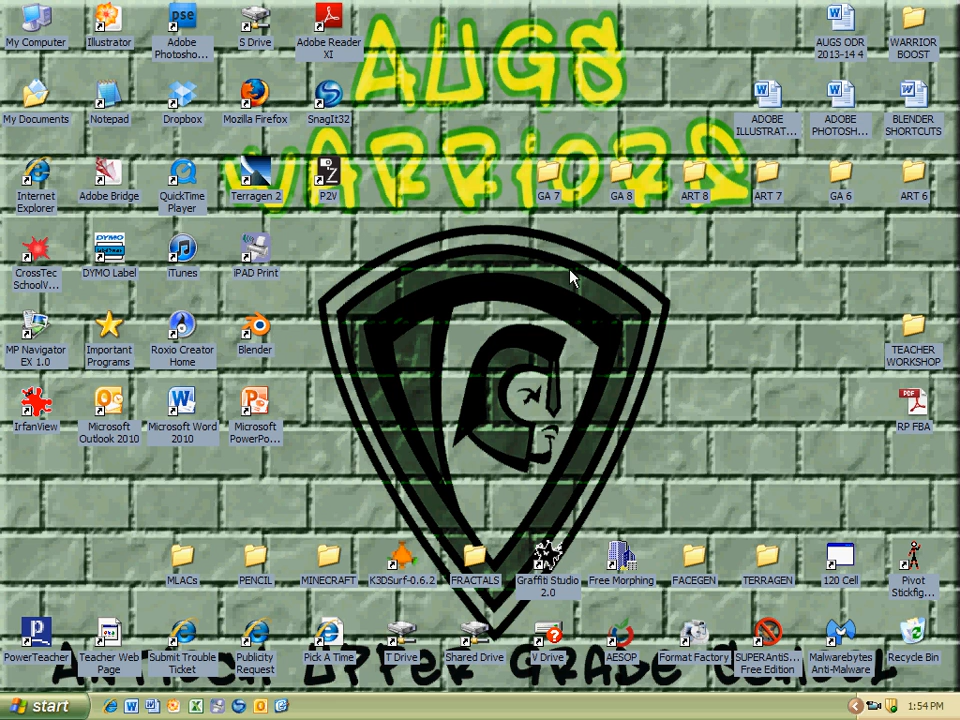 AUGS
WARRIORS
My Computer
Illustrator
Adobe
Photosho...
S Drive
Adobe Reader
XI
AUGS ODR
2013-14 4
WARRIOR
BOOST
My Documents
Notepad
Dropbox
Mozilla Firefox
SnagIt32
ADOBE
ILLUSTRAT...
ADOBE
PHOTOSH...
BLENDER
SHORTCUTS
Internet
Explorer
Adobe Bridge
QuickTime
Player
Terragen 2
P2V
GA 7
GA 8
ART 8
ART 7
GA 6
ART 6
CrossTec
SchoolV...
DYMO Label
iTunes
iPAD Print
MP Navigator
EX 1.0
Important
Programs
Roxio Creator
Home
Blender
TEACHER
WORKSHOP
IrfanView
Microsoft
Outlook 2010
Microsoft Word
2010
Microsoft
PowerPo...
RP FBA
MLACs
PENCIL
MINECRAFT
K3DSurf-0.6.2
FRACTALS
Graffiti Studio
2.0
Free Morphing
FACEGEN
TERRAGEN
120 Cell
Pivot
Stickfig...
PowerTeacher
Teacher Web
Page
Submit Trouble
Ticket
Publicity
Request
Pick A Time
T Drive
Shared Drive
V Drive
AESOP
Format Factory
SUPERAntiS...
Free Edition
Malwarebytes
Anti-Malware
Recycle Bin
UPPER GRADE
start
1:54 PM